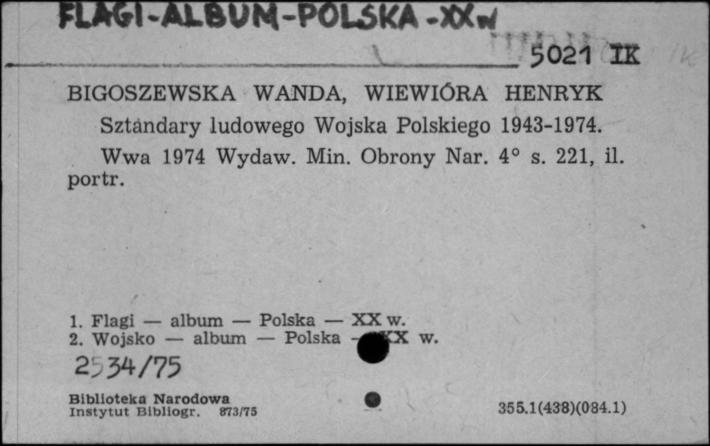 FLAGI-ALBUM-POLSKA-XXw
5021 IK
BIGOSZEWSKA WANDA, WIEWIÓRA HENRYK
Sztandary ludowego Wojska Polskiego 1943-1974.
Wwa 1974 Wydaw. Min. Obrony Nar. 4° s. 221, il.
portr.
1. Flagi — album — Polska — XX w.
2. Wojsko — album — Polska — XX w.
2534/75
Biblioteka Narodowa
Instytut Bibliogr. 873/75
355.1(438)(084.1)